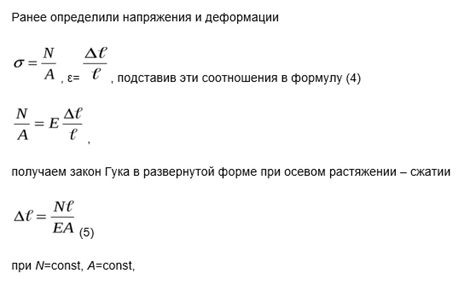 Ранее определили напряжения и деформации
σ = N/A , ε= Δℓ/ℓ , подставив эти соотношения в формулу (4)
N/A = E Δℓ/ℓ ,
получаем закон Гука в развернутой форме при осевом растяжении – сжатии
Δℓ = Nℓ/EA (5)
при N=const, A=const,